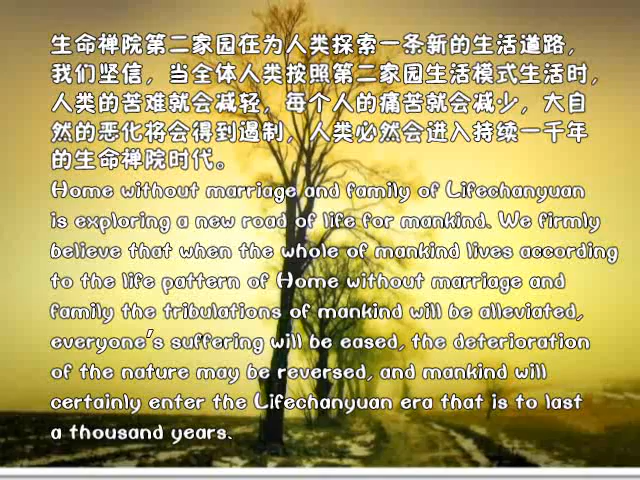 生命禅院第二家园在为人类探索一条新的生活道路，
我们坚信，当全体人类按照第二家园生活模式生活时，
人类的苦难就会减轻，每个人的痛苦就会减少，大自
然的恶化将会得到遏制，人类必然会进入持续一千年
的生命禅院时代。
Home without marriage and family of Lifechanyuan
is exploring a new road of life for mankind. We firmly
believe that when the whole of mankind lives according
to the life pattern of Home without marriage and
family the tribulations of mankind will be alleviated,
everyone's suffering will be eased, the deterioration
of the nature may be reversed, and mankind will
certainly enter the Lifechanyuan era that is to last
a thousand years.